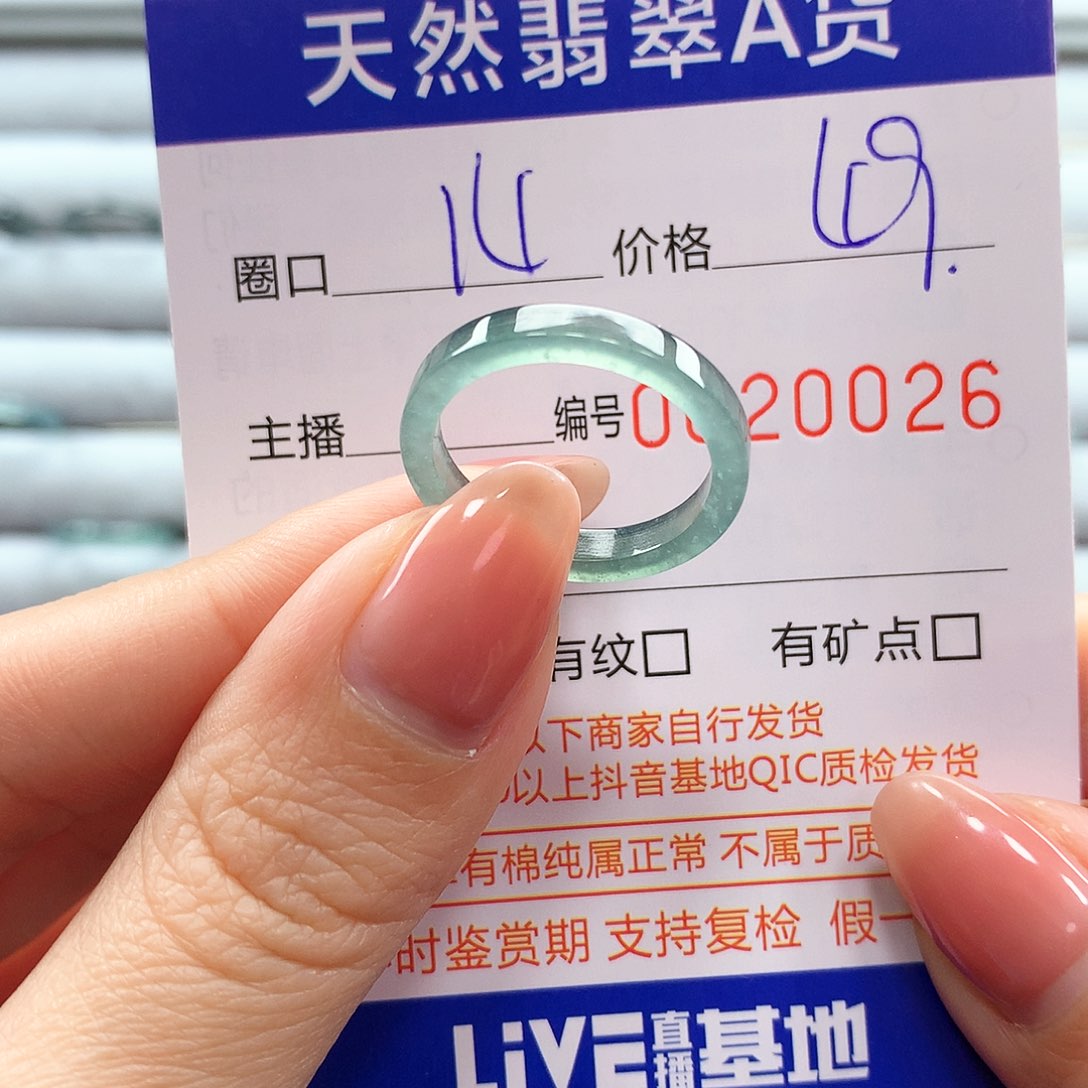 天然翡翠A货
圈口 14 价格 49.
主播 编号 20026
有纹□ 有矿点□
以下商家自行发货
以上抖音基地QIC质检发货
有棉纯属正常 不属于质
时鉴赏期 支持复检 假一
LiVE直播基地